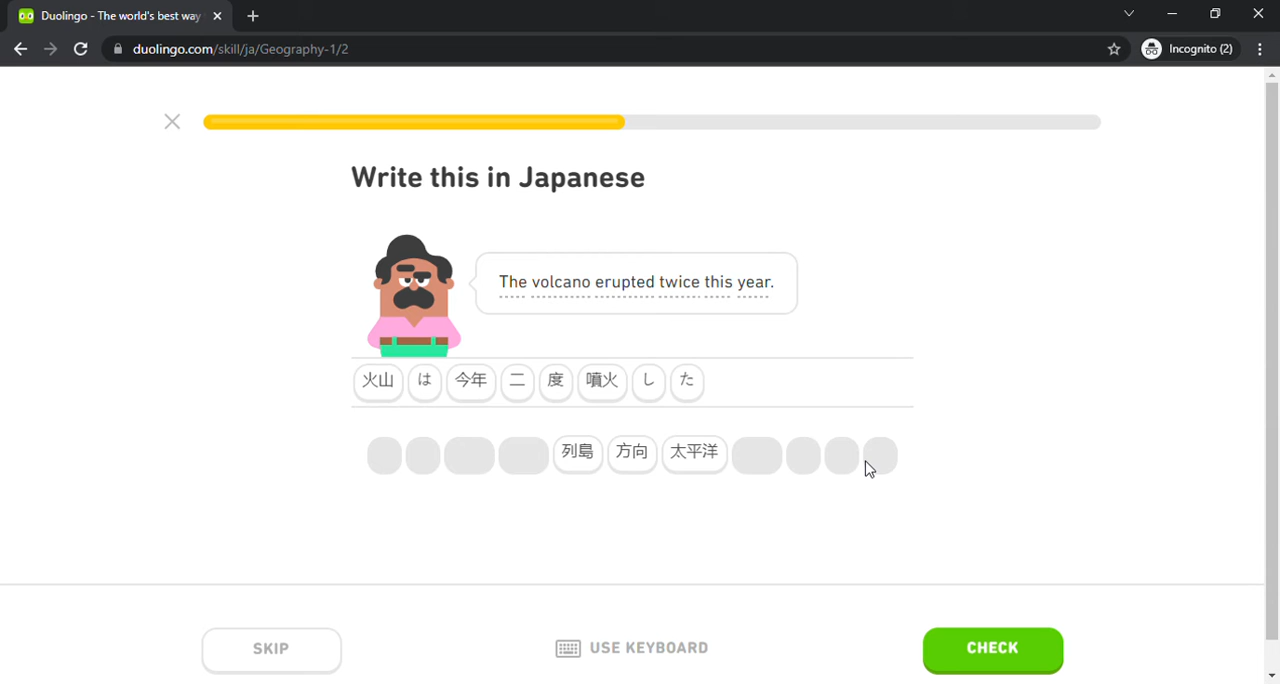 Duolingo - The world's best way
duolingo.com/skill/ja/Geography-1/2
Incognito (2)
Write this in Japanese
The volcano erupted twice this year.
火山 は 今年 二 度 噴火 し た
列島 方向 太平洋
SKIP
USE KEYBOARD
CHECK